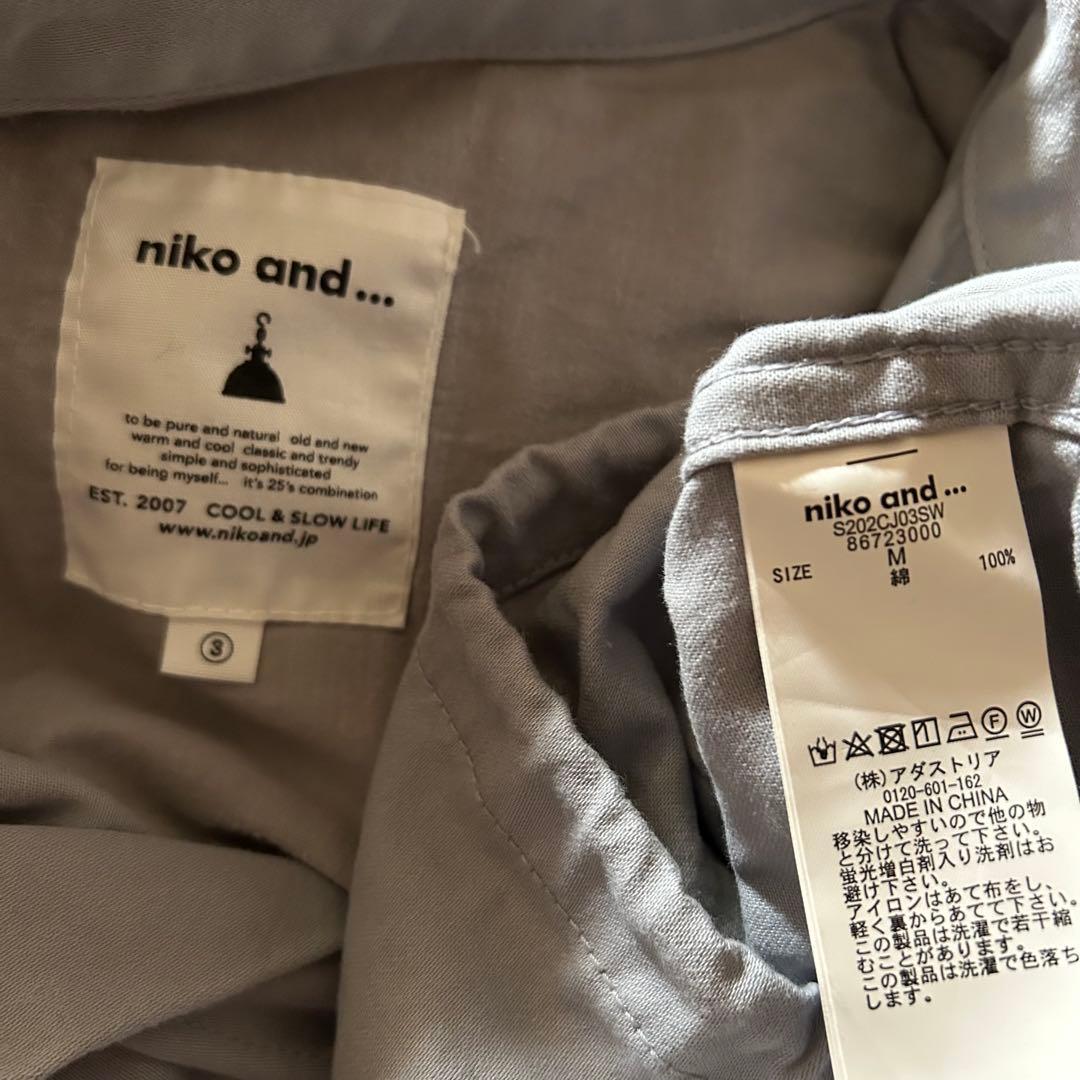 niko and...
to be pure and natural old and new
warm and cool classic and trendy
simple and sophisticated
for being myself... it's 25's combination
EST. 2007 COOL & SLOW LIFE
www.nikoand.jp
S
niko and...
S202CJ03SW
86723000
SIZE M
綿 100%
F W
(株)アダストリア
0120-601-162
MADE IN CHINA
移染しやすいので他の物
と分けて洗って下さい。
蛍光増白剤入り洗剤はお
避け下さい。
アイロンはあて布をし、
軽く裏からあてて下さい。
この製品は洗濯で若干縮
むことがあります。
この製品は洗濯で色落ち
します。